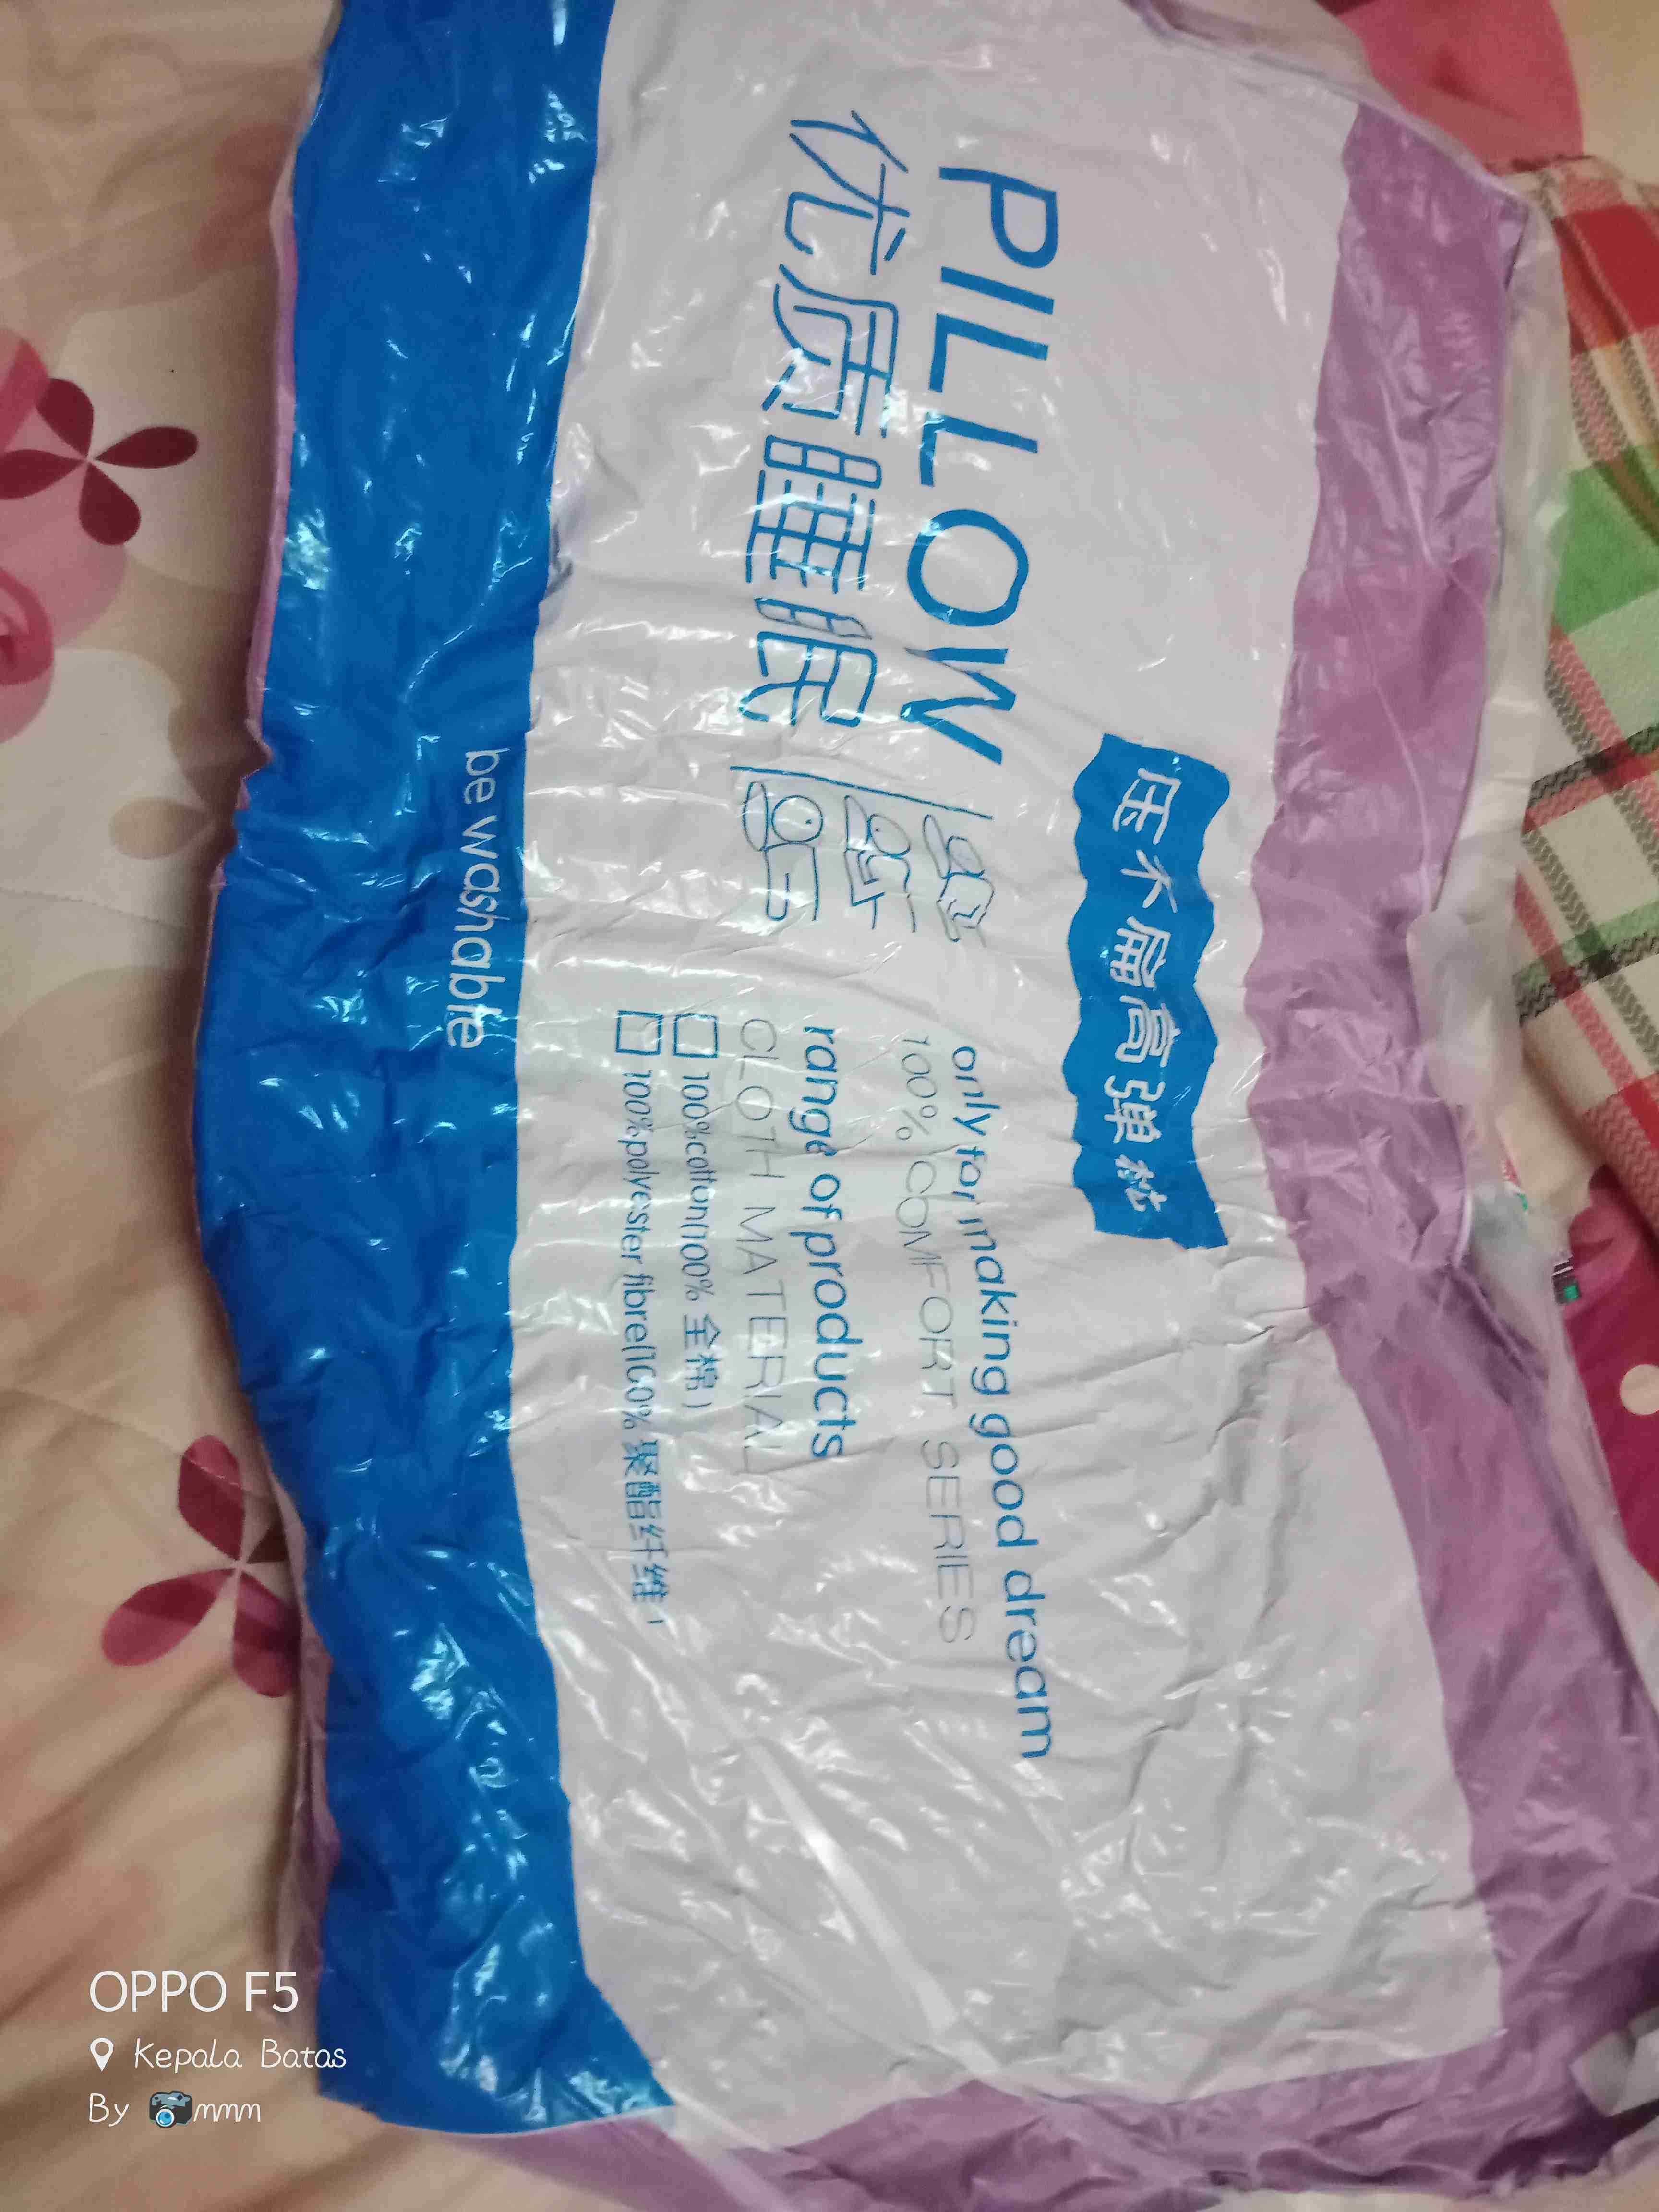 压不扁高弹枕
PILLOW
优质睡眠
only for making good dream
100% COMFORT SERIES
range of products
CLOTH MATERIAL
100%cotton(100% 全棉)
100%polyester fibre(100% 聚酯纤维)
be washable
OPPO F5
Kepala Batas
By mmm